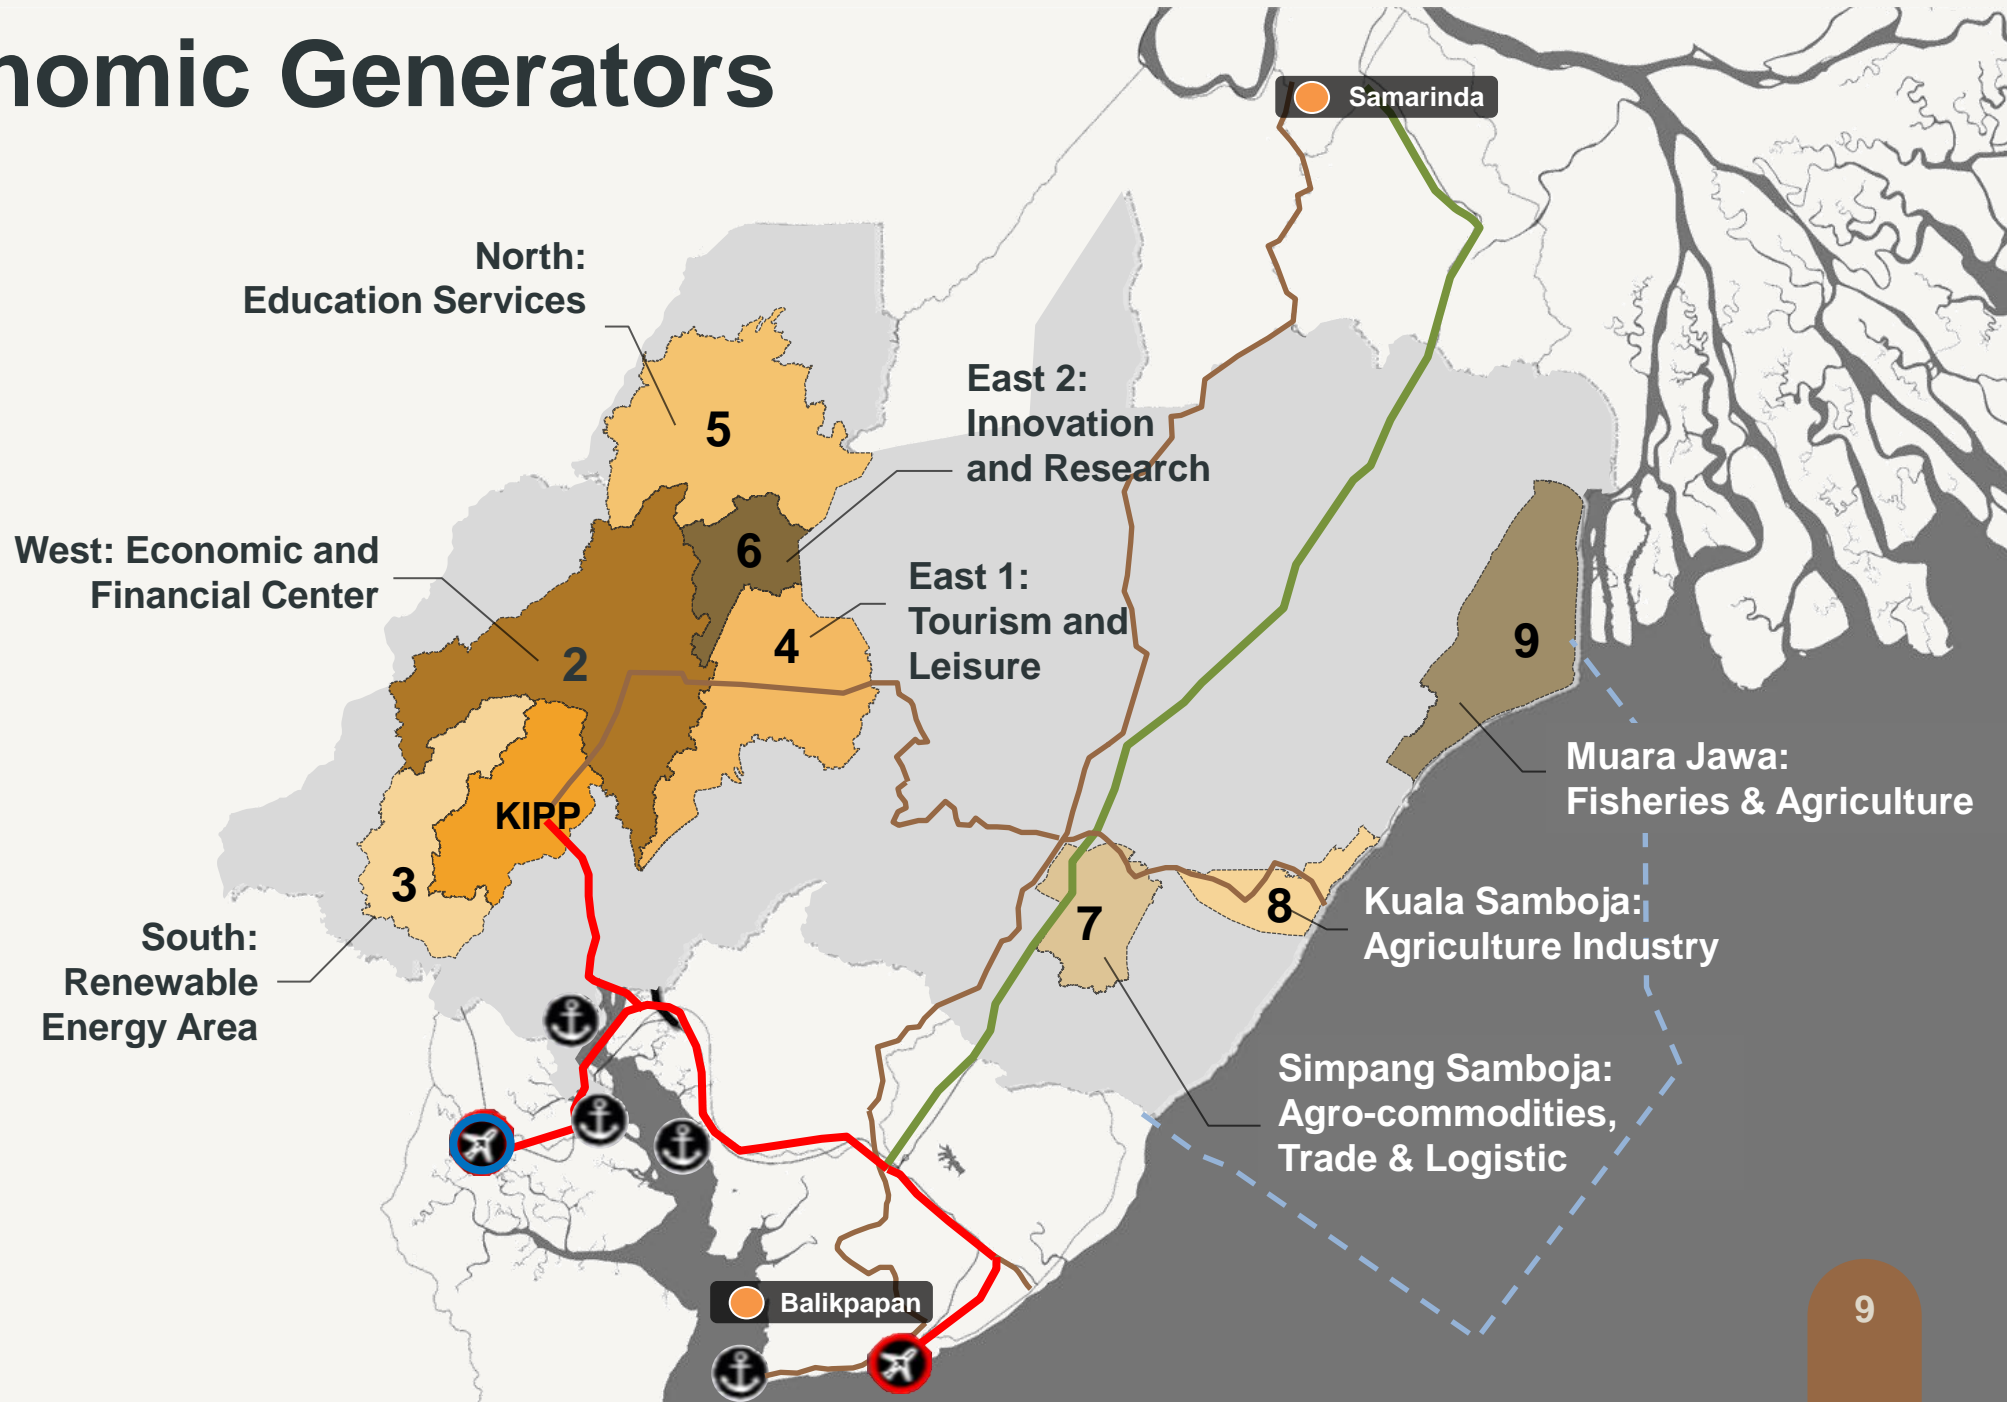 nomic Generators
Samarinda
North:
Education Services
East 2:
Innovation
and Research
5
West: Economic and
Financial Center
6
East 1:
Tourism and
Leisure
2
4
9
Muara Jawa:
Fisheries & Agriculture
KIPP
3
7
8
Kuala Samboja:
Agriculture Industry
South:
Renewable
Energy Area
Simpang Samboja:
Agro-commodities,
Trade & Logistic
Balikpapan
9